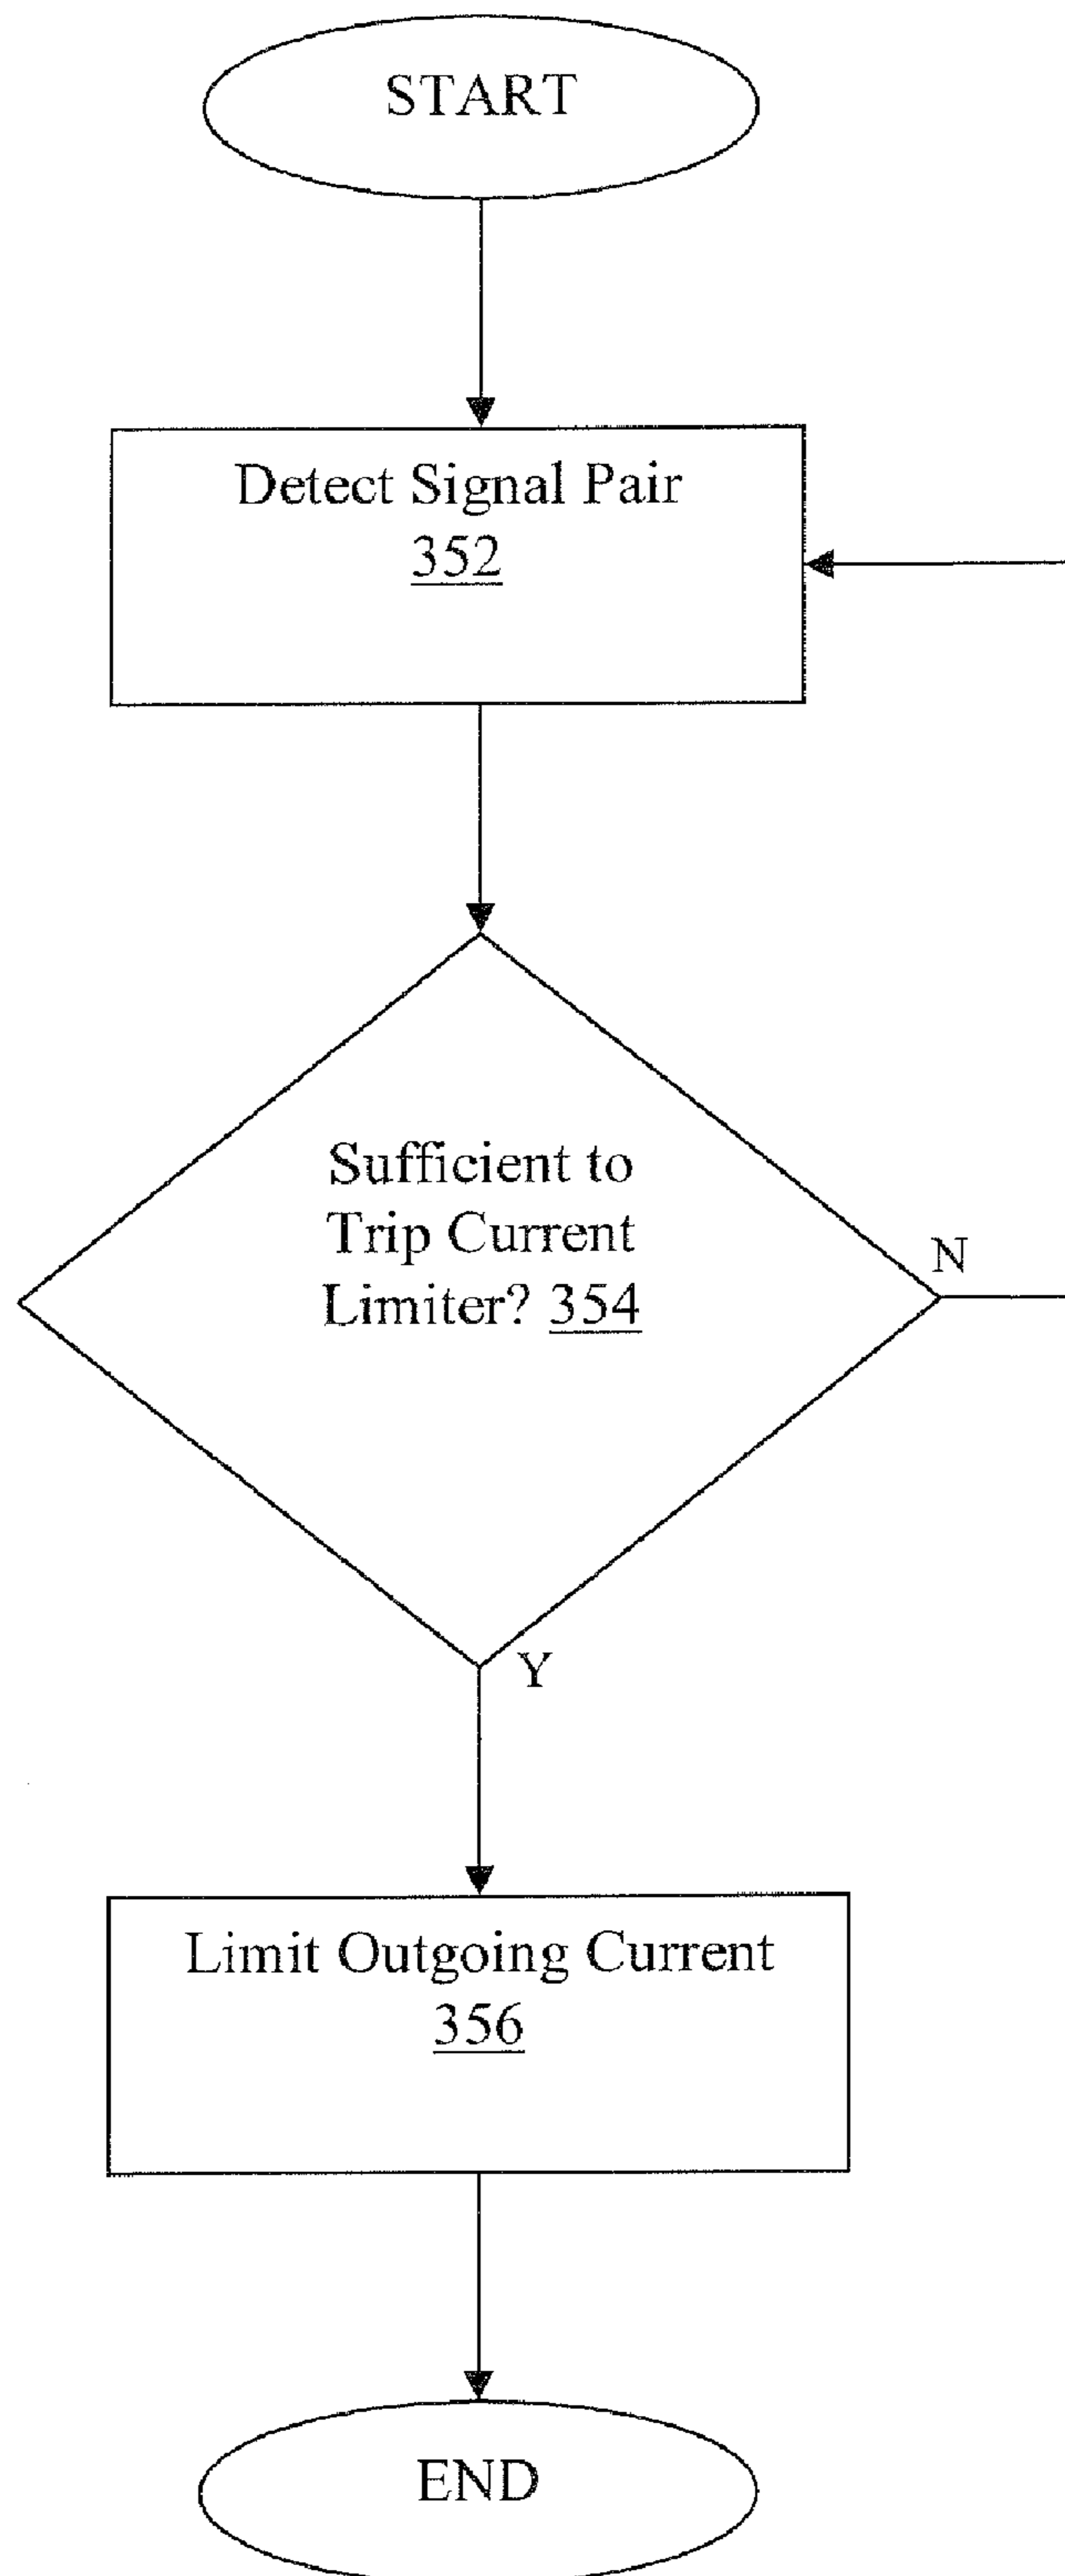 START
Detect Signal Pair
352
Sufficient to
Trip Current
Limiter? 354
N
Y
Limit Outgoing Current
356
END